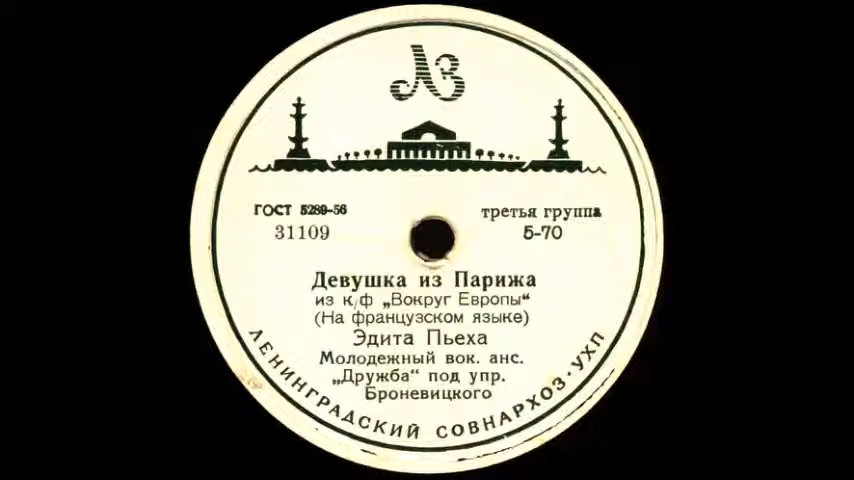 ЛЗ
ГОСТ 5289-56
третья группа
31109
5-70
Девушка из Парижа
из к/ф „Вокруг Европы“
(На французском языке)
Эдита Пьеха
Молодежный вок. анс.
„Дружба“ под упр.
Броневицкого
ЛЕНИНГРАДСКИЙ СОВНАРХОЗ·УХП